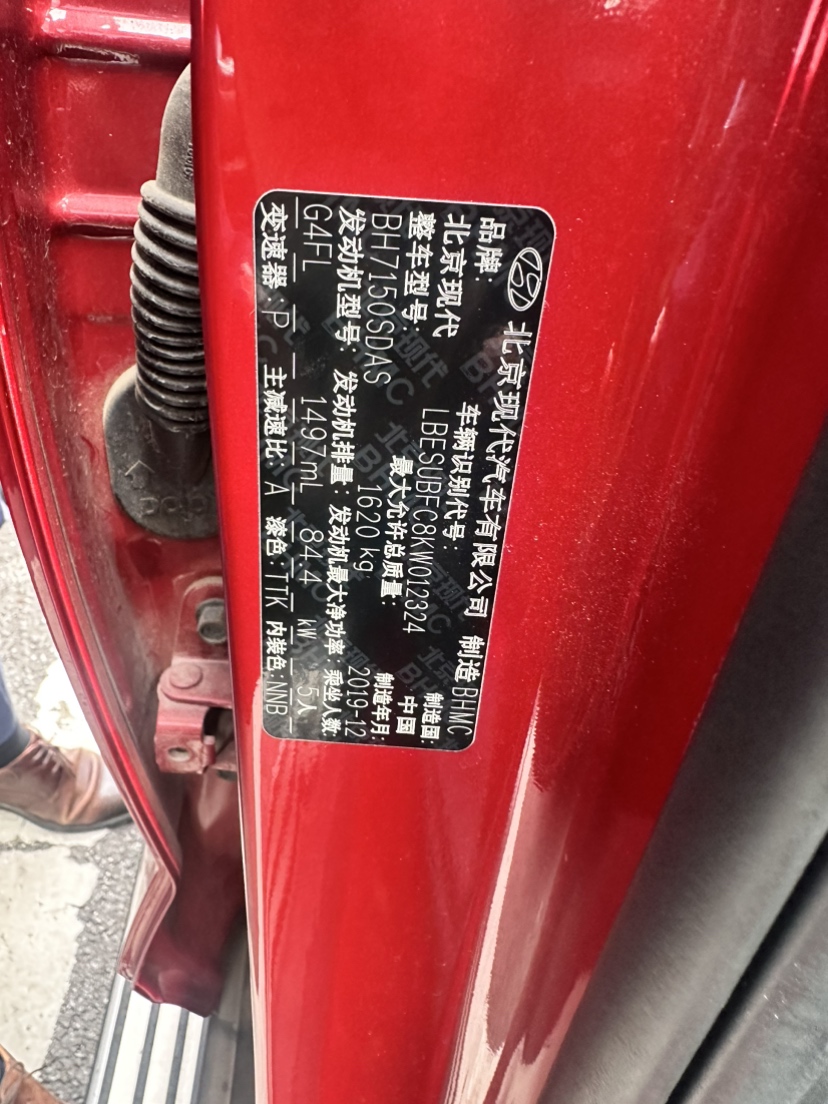 北京现代汽车有限公司 制造 BHMC
品牌: 车辆识别代号: 制造国:
北京现代 LBESUBFC8KW012324 中国
整车型号: 最大允许总质量: 制造年月:
BH7150SDAS 1620 kg 2019-12
发动机型号: 发动机排量: 发动机最大净功率: 乘坐人数:
G4FL 1497mL 84.4 kW 5人
变速器: P 主减速比: A 漆色: TTK 内装色: NNB